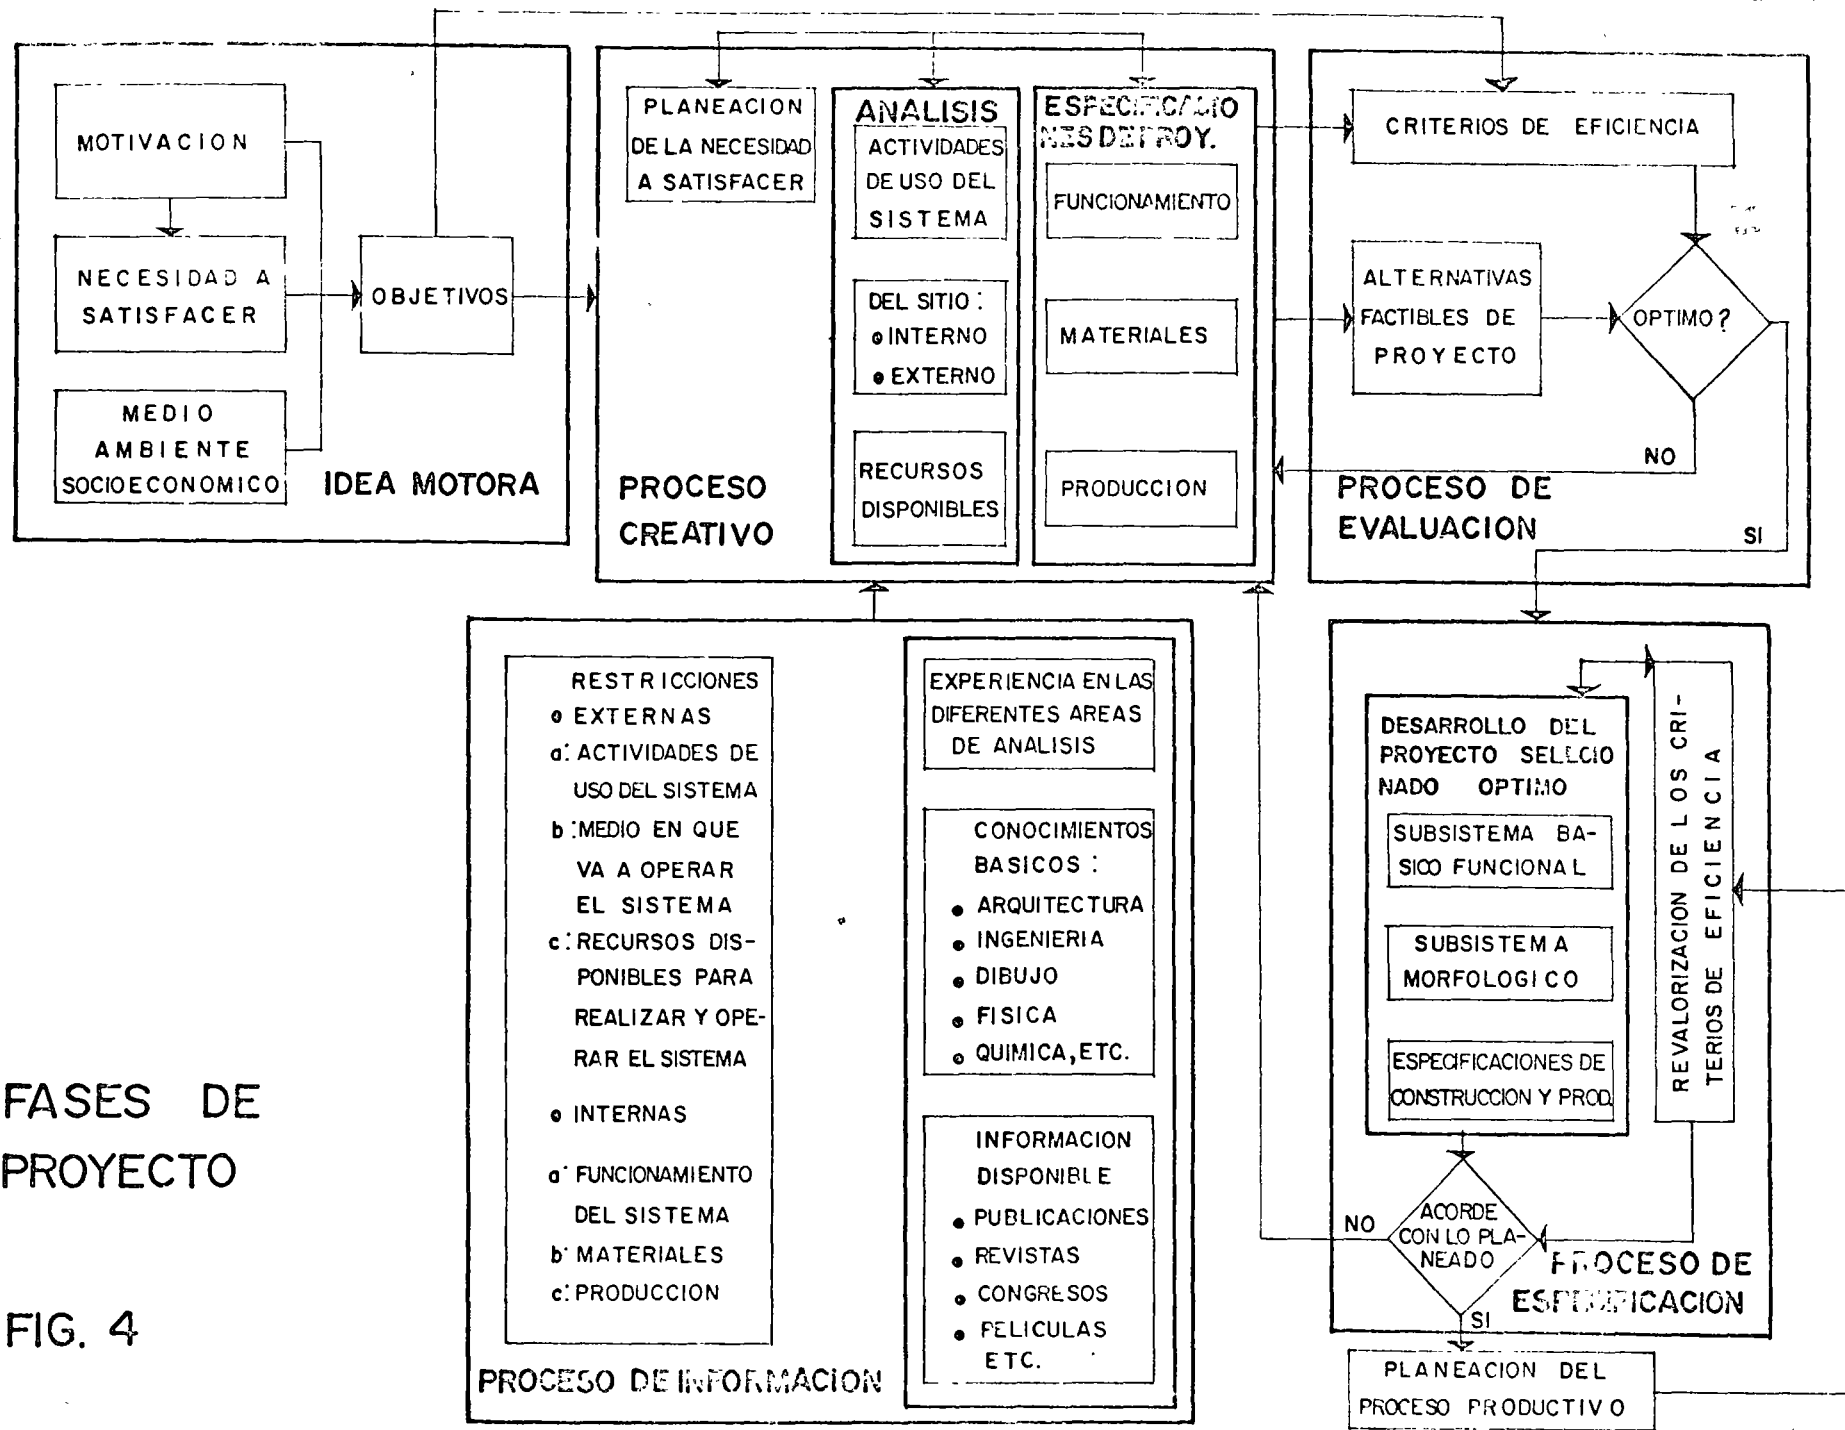 MOTIVACION
NECESIDAD A
SATISFACER
MEDIO
AMBIENTE
SOCIOECONOMICO
OBJETIVOS
IDEA MOTORA
PLANEACION
DE LA NECESIDAD
A SATISFACER
ANALISIS
ACTIVIDADES
DE USO DEL
SISTEMA
DEL SITIO:
INTERNO
EXTERNO
RECURSOS
DISPONIBLES
ESPECIFICACIO
NES DE PROY.
FUNCIONAMIENTO
MATERIALES
PRODUCCION
PROCESO
CREATIVO
CRITERIOS DE EFICIENCIA
ALTERNATIVAS
FACTIBLES DE
PROYECTO
OPTIMO?
NO
SI
PROCESO DE
EVALUACION
RESTRICCIONES
EXTERNAS
a: ACTIVIDADES DE
USO DEL SISTEMA
b: MEDIO EN QUE
VA A OPERAR
EL SISTEMA
c: RECURSOS DIS-
PONIBLES PARA
REALIZAR Y OPE-
RAR EL SISTEMA
INTERNAS
a: FUNCIONAMIENTO
DEL SISTEMA
b: MATERIALES
c: PRODUCCION
EXPERIENCIA EN LAS
DIFERENTES AREAS
DE ANALISIS
CONOCIMIENTOS
BASICOS:
ARQUITECTURA
INGENIERIA
DIBUJO
FISICA
QUIMICA, ETC.
INFORMACION
DISPONIBLE
PUBLICACIONES
REVISTAS
CONGRESOS
PELICULAS
ETC.
PROCESO DE INFORMACION
DESARROLLO DEL
PROYECTO SELECCIO
NADO OPTIMO
SUBSISTEMA BA-
SICO FUNCIONAL
SUBSISTEMA
MORFOLOGICO
ESPECIFICACIONES DE
CONSTRUCCION Y PROD.
REVALORIZACION DE LOS CRI-
TERIOS DE EFICIENCIA
ACORDE
CON LO PLA-
NEADO
NO
SI
PROCESO DE
ESPECIFICACION
PLANEACION DEL
PROCESO PRODUCTIVO
FASES DE
PROYECTO
FIG. 4